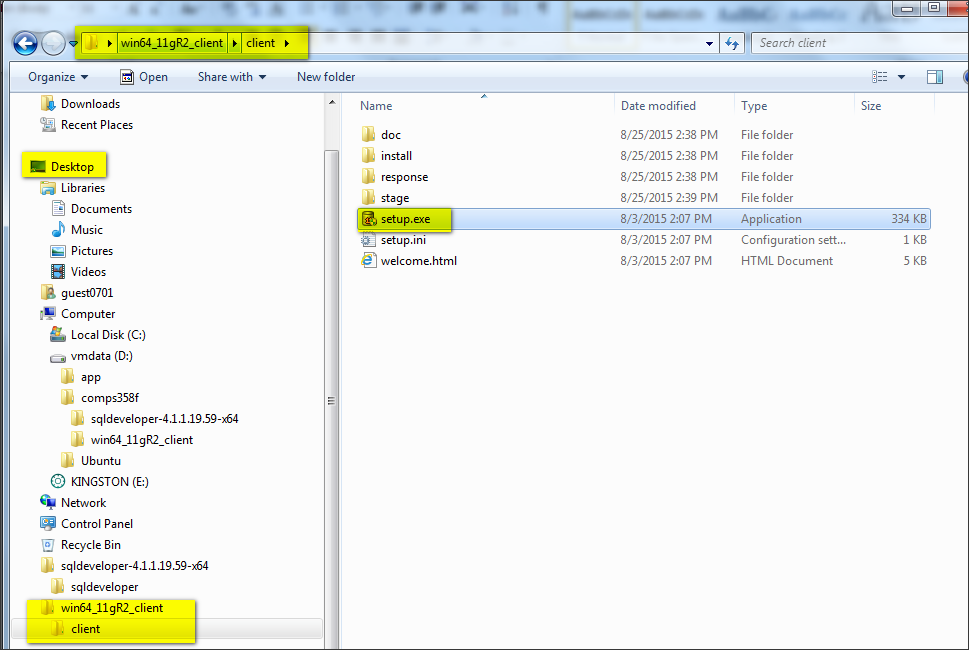 win64_11gR2_client client Search client
Organize Open Share with New folder
Downloads
Recent Places
Desktop
Libraries
Documents
Music
Pictures
Videos
guest0701
Computer
Local Disk (C:)
vmdata (D:)
app
comps358f
sqldeveloper-4.1.1.19.59-x64
win64_11gR2_client
Ubuntu
KINGSTON (E:)
Network
Control Panel
Recycle Bin
sqldeveloper-4.1.1.19.59-x64
sqldeveloper
win64_11gR2_client
client
Name Date modified Type Size
doc 8/25/2015 2:38 PM File folder
install 8/25/2015 2:38 PM File folder
response 8/25/2015 2:38 PM File folder
stage 8/25/2015 2:39 PM File folder
setup.exe 8/3/2015 2:07 PM Application 334 KB
setup.ini 8/3/2015 2:07 PM Configuration sett... 1 KB
welcome.html 8/3/2015 2:07 PM HTML Document 5 KB